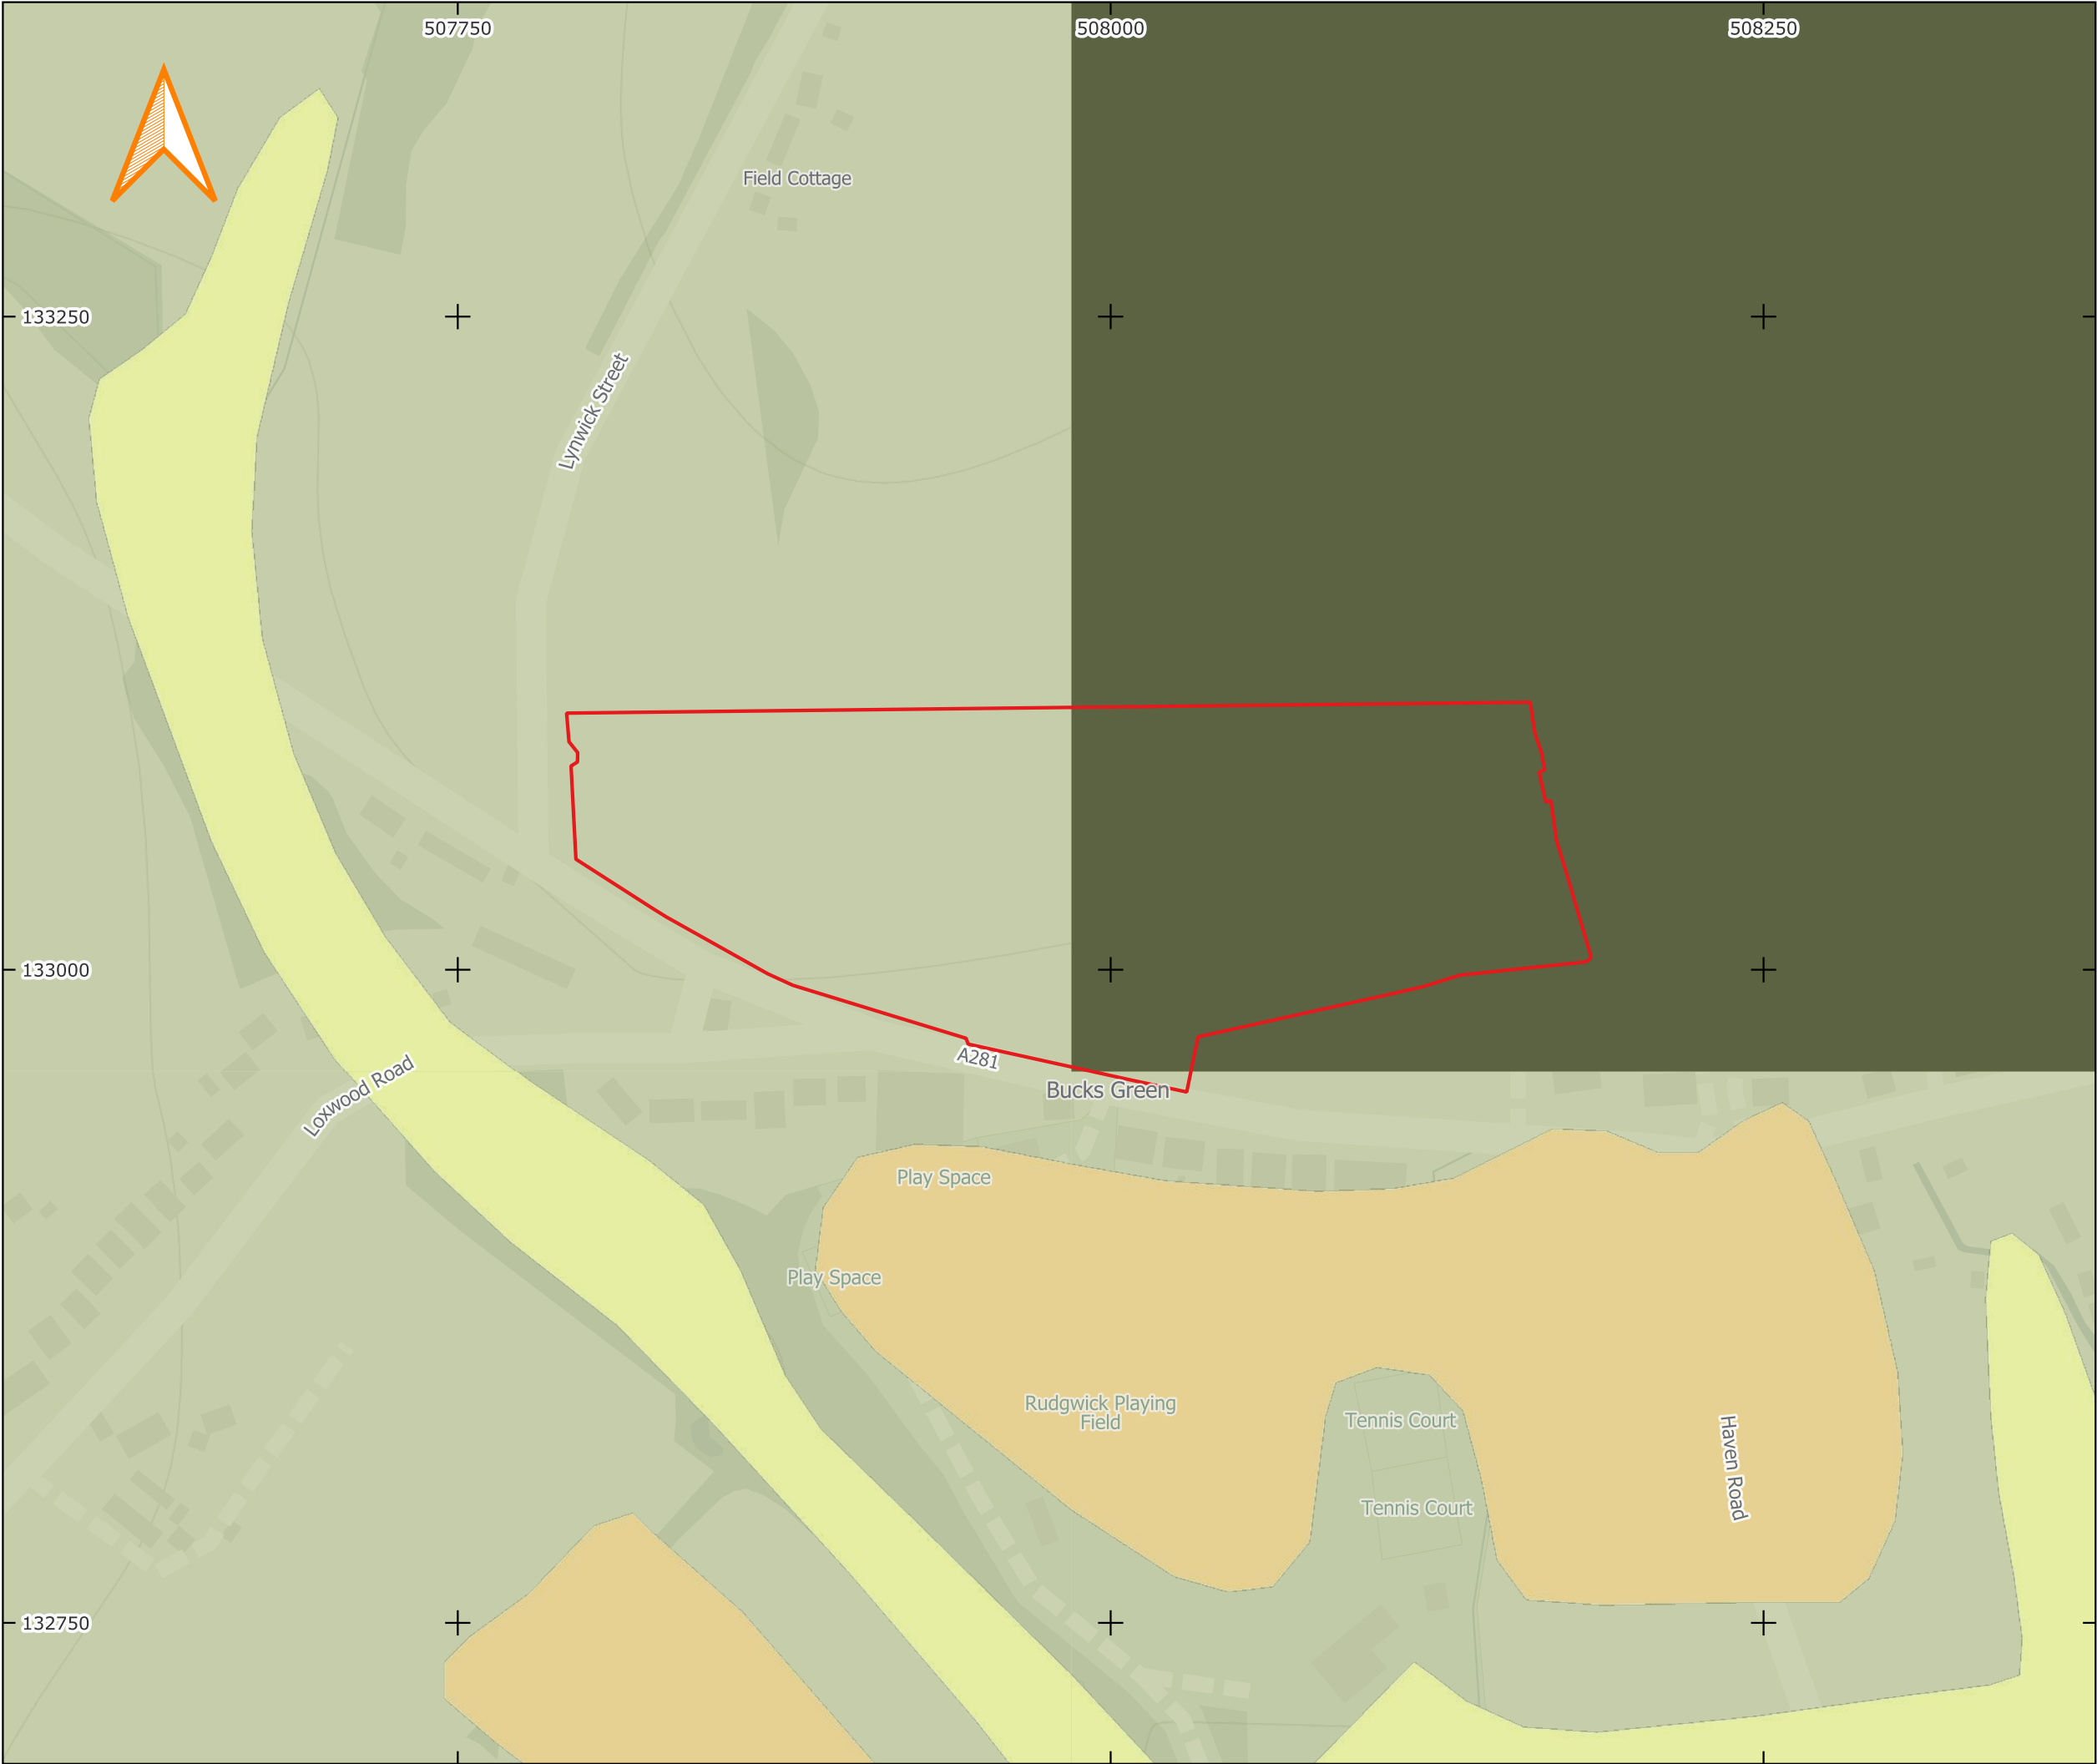 507750
508000
508250
Field Cottage
133250
Lynwick Street
133000
A281
Loxwood Road
Bucks Green
Play Space
Play Space
Rudgwick Playing
Field
Tennis Court
Haven Road
Tennis Court
132750